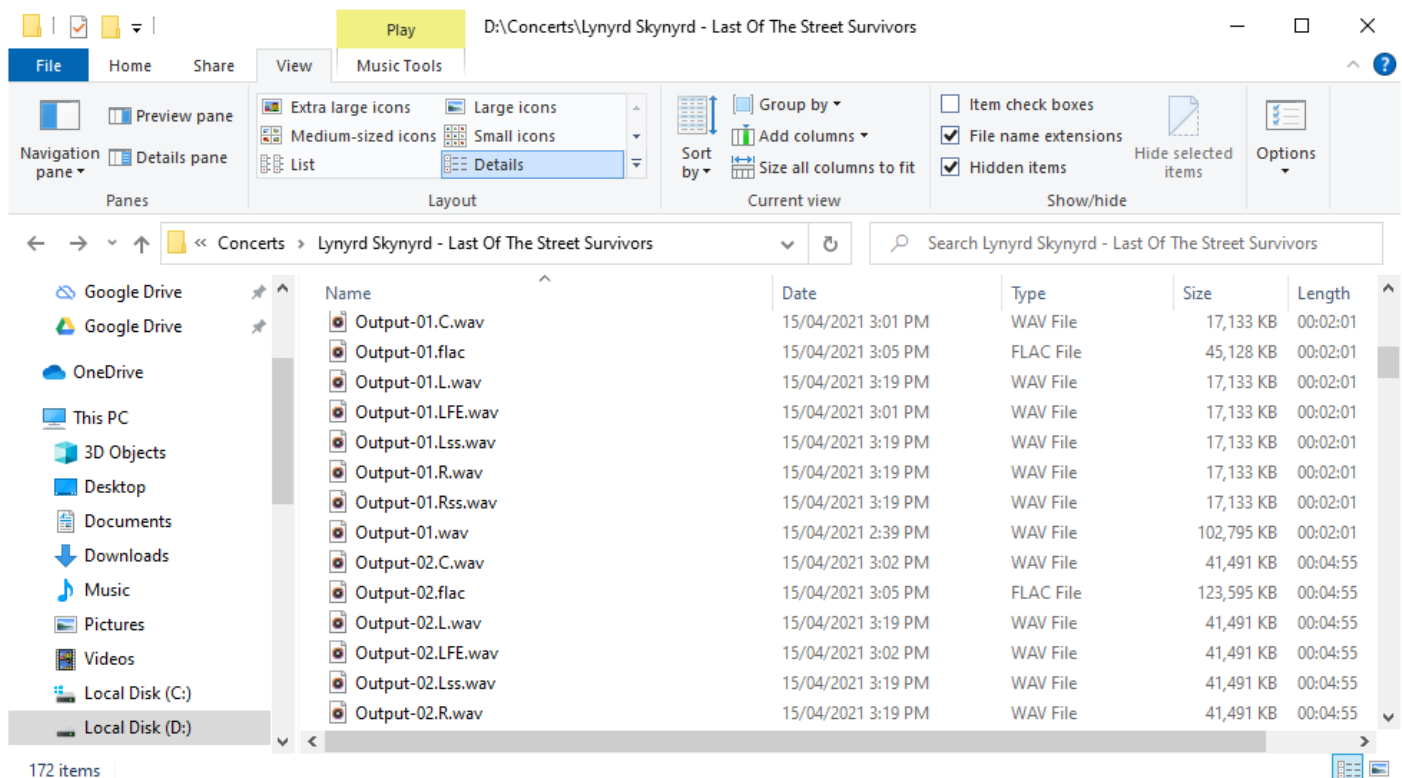 Play D:\Concerts\Lynyrd Skynyrd - Last Of The Street Survivors
File Home Share View Music Tools ?
Navigation pane
Preview pane
Details pane
Panes
Extra large icons Large icons
Medium-sized icons Small icons
List Details
Layout
Sort by
Group by
Add columns
Size all columns to fit
Current view
Item check boxes
File name extensions
Hidden items
Hide selected items
Show/hide
Options
« Concerts › Lynyrd Skynyrd - Last Of The Street Survivors Search Lynyrd Skynyrd - Last Of The Street Survivors
Google Drive
Google Drive
OneDrive
This PC
3D Objects
Desktop
Documents
Downloads
Music
Pictures
Videos
Local Disk (C:)
Local Disk (D:)
Name Date Type Size Length
Output-01.C.wav 15/04/2021 3:01 PM WAV File 17,133 KB 00:02:01
Output-01.flac 15/04/2021 3:05 PM FLAC File 45,128 KB 00:02:01
Output-01.L.wav 15/04/2021 3:19 PM WAV File 17,133 KB 00:02:01
Output-01.LFE.wav 15/04/2021 3:01 PM WAV File 17,133 KB 00:02:01
Output-01.Lss.wav 15/04/2021 3:19 PM WAV File 17,133 KB 00:02:01
Output-01.R.wav 15/04/2021 3:19 PM WAV File 17,133 KB 00:02:01
Output-01.Rss.wav 15/04/2021 3:19 PM WAV File 17,133 KB 00:02:01
Output-01.wav 15/04/2021 2:39 PM WAV File 102,795 KB 00:02:01
Output-02.C.wav 15/04/2021 3:02 PM WAV File 41,491 KB 00:04:55
Output-02.flac 15/04/2021 3:05 PM FLAC File 123,595 KB 00:04:55
Output-02.L.wav 15/04/2021 3:19 PM WAV File 41,491 KB 00:04:55
Output-02.LFE.wav 15/04/2021 3:02 PM WAV File 41,491 KB 00:04:55
Output-02.Lss.wav 15/04/2021 3:19 PM WAV File 41,491 KB 00:04:55
Output-02.R.wav 15/04/2021 3:19 PM WAV File 41,491 KB 00:04:55
172 items